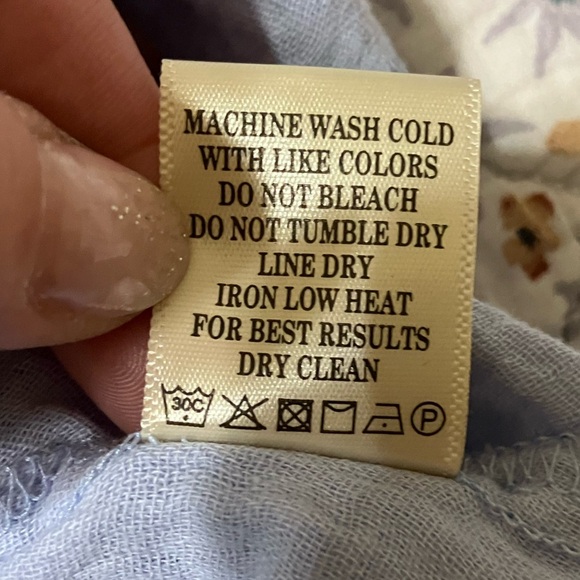 MACHINE WASH COLD
WITH LIKE COLORS
DO NOT BLEACH
DO NOT TUMBLE DRY
LINE DRY
IRON LOW HEAT
FOR BEST RESULTS
DRY CLEAN
30C P